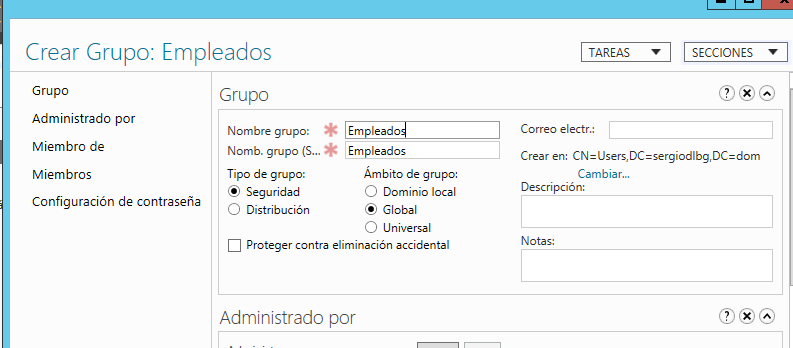 Crear Grupo: Empleados
TAREAS
SECCIONES
Grupo
Administrado por
Miembro de
Miembros
Configuración de contraseña
Grupo
Nombre grupo: Empleados
Nomb. grupo (S... Empleados
Tipo de grupo:
Seguridad
Distribución
Ámbito de grupo:
Dominio local
Global
Universal
Proteger contra eliminación accidental
Correo electr.:
Crear en: CN=Users,DC=sergiodlbg,DC=dom
Cambiar...
Descripción:
Notas:
Administrado por